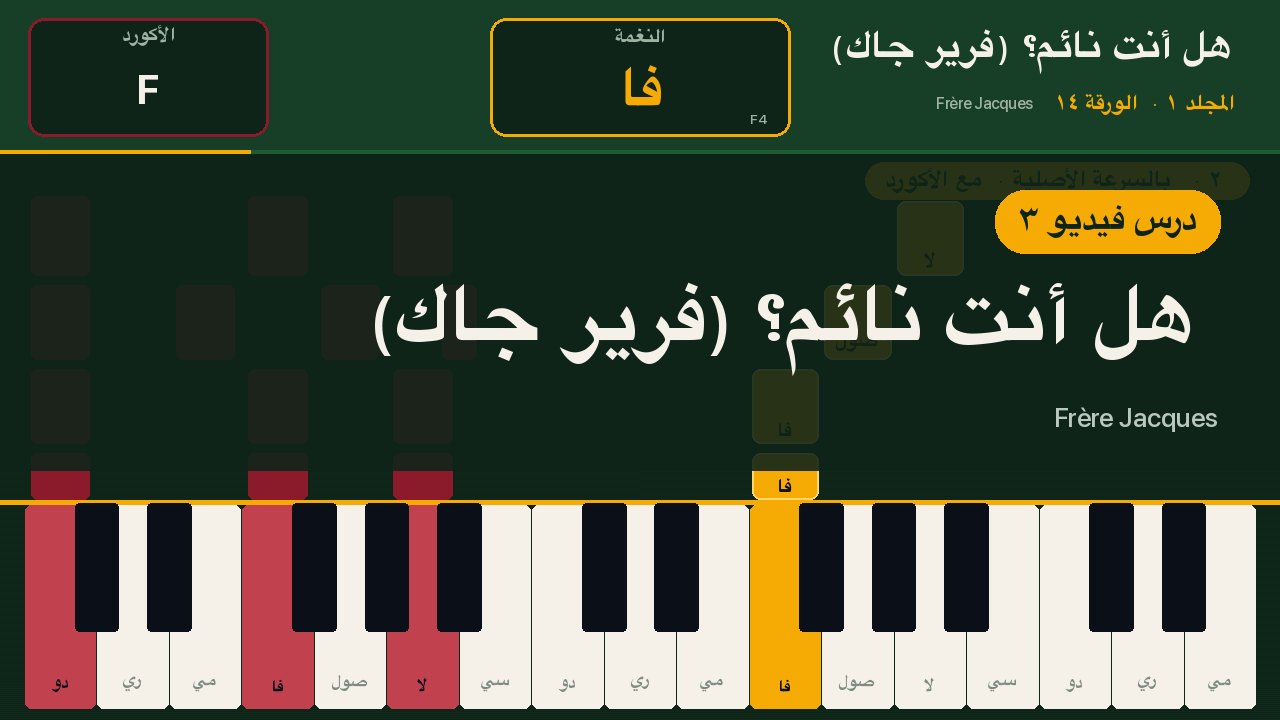 هل أنت نائم؟ (فرير جاك)
المجلد ١ · الورقة ١٤ Frère Jacques
النغمة
فا
F4
الأكورد
F
٢ · بالسرعة الأصلية · مع الأكورد
درس فيديو ٣
لا
هل أنت نائم؟ (فرير جاك)
صول
Frère Jacques
فا
فا
دو ري مي فا صول لا سي دو ري مي فا صول لا سي دو ري مي